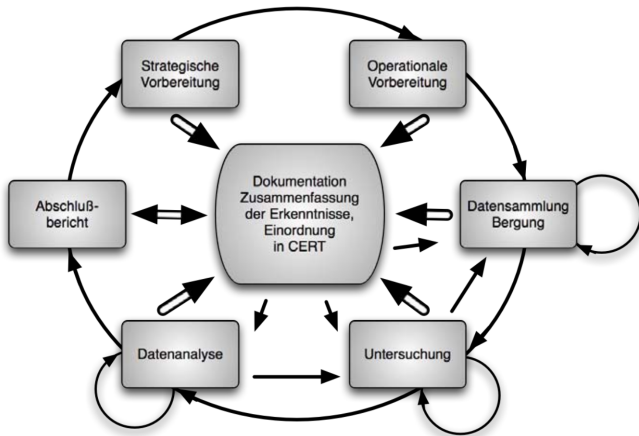 Strategische
Vorbereitung
Operationale
Vorbereitung
Dokumentation
Zusammenfassung
der Erkenntnisse,
Einordnung
in CERT
Abschluß-
bericht
Datensammlung
Bergung
Datenanalyse
Untersuchung